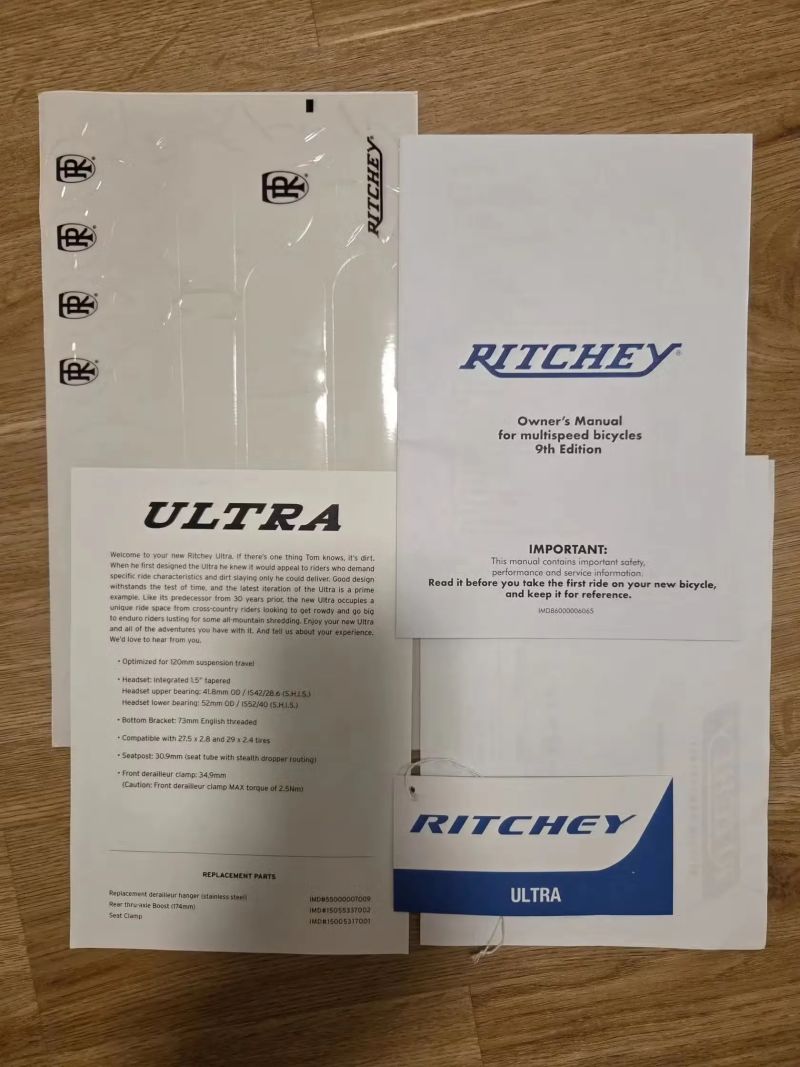 RITCHEY
RITCHEY
Owner's Manual
for multispeed bicycles
9th Edition
IMPORTANT:
This manual contains important safety,
performance and service information.
Read it before you take the first ride on your new bicycle,
and keep it for reference.
IMD86000006065
ULTRA
Welcome to your new Ritchey Ultra. If there's one thing Tom knows, it's dirt.
When he first designed the Ultra he knew it would appeal to riders who demand
specific ride characteristics and dirt slaying only he could deliver. Good design
withstands the test of time, and the latest iteration of the Ultra is a prime
example. Like its predecessor from 30 years prior, the new Ultra occupies a
unique ride space from cross-country riders looking to get rowdy and go big
to enduro riders lusting for some all-mountain shredding. Enjoy your new Ultra
and all of the adventures you have with it. And tell us about your experience.
We'd love to hear from you.
• Optimized for 120mm suspension travel
• Headset: Integrated 1.5" tapered
Headset upper bearing: 41.8mm OD / IS42/28.6 (S.H.I.S.)
Headset lower bearing: 52mm OD / IS52/40 (S.H.I.S.)
• Bottom Bracket: 73mm English threaded
• Compatible with 27.5 x 2.8 and 29 x 2.4 tires
• Seatpost: 30.9mm (seat tube with stealth dropper routing)
• Front derailleur clamp: 34.9mm
(Caution: Front derailleur clamp MAX torque of 2.5Nm)
REPLACEMENT PARTS
Replacement derailleur hanger (stainless steel) IMD#55000007009
Rear thru-axle Boost (174mm) IMD#15055337002
Seat Clamp IMD#15005317001
RITCHEY
ULTRA